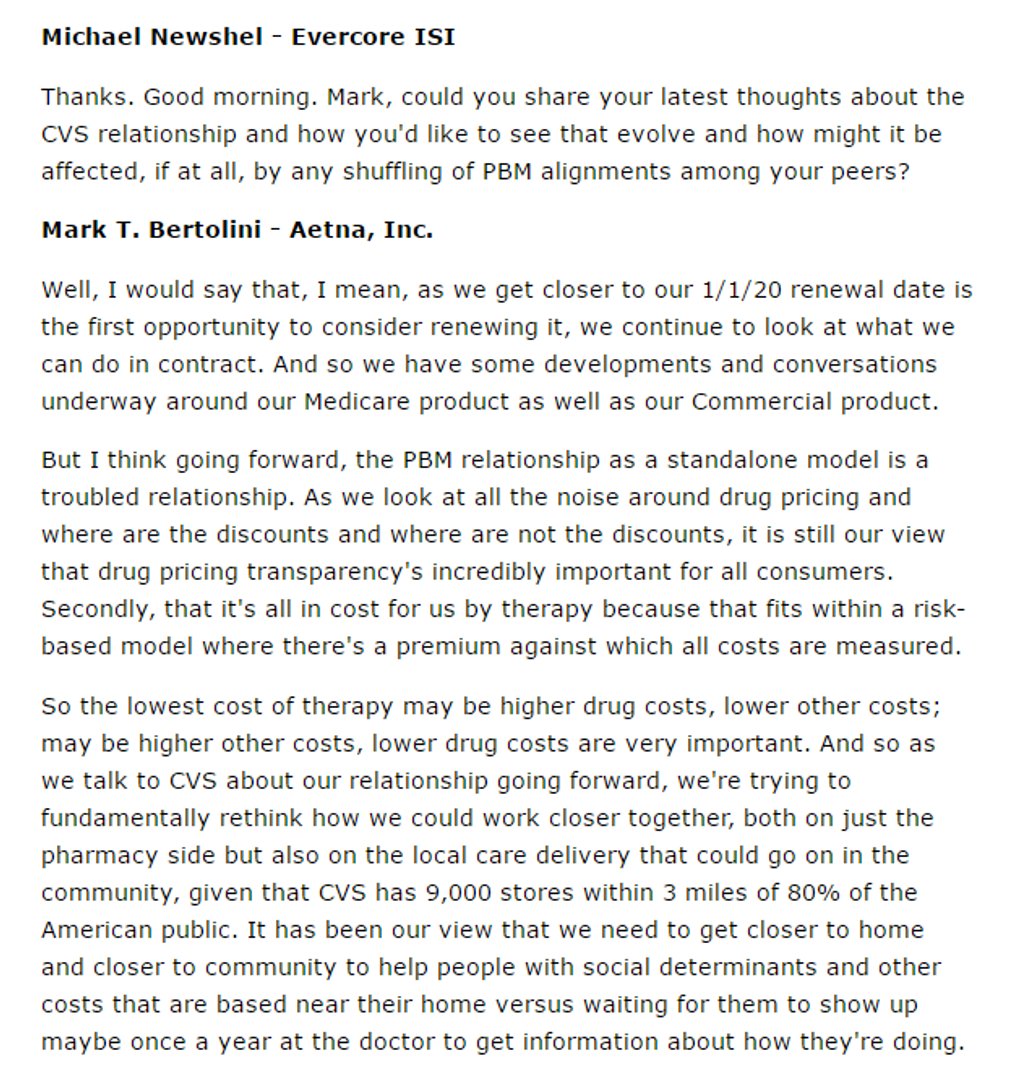 Michael Newshel - Evercore ISI
Thanks. Good morning. Mark, could you share your latest thoughts about the
CVS relationship and how you'd like to see that evolve and how might it be
affected, if at all, by any shuffling of PBM alignments among your peers?
Mark T. Bertolini - Aetna, Inc.
Well, I would say that, I mean, as we get closer to our 1/1/20 renewal date is
the first opportunity to consider renewing it, we continue to look at what we
can do in contract. And so we have some developments and conversations
underway around our Medicare product as well as our Commercial product.
But I think going forward, the PBM relationship as a standalone model is a
troubled relationship. As we look at all the noise around drug pricing and
where are the discounts and where are not the discounts, it is still our view
that drug pricing transparency's incredibly important for all consumers.
Secondly, that it's all in cost for us by therapy because that fits within a risk-
based model where there's a premium against which all costs are measured.
So the lowest cost of therapy may be higher drug costs, lower other costs;
may be higher other costs, lower drug costs are very important. And so as
we talk to CVS about our relationship going forward, we're trying to
fundamentally rethink how we could work closer together, both on just the
pharmacy side but also on the local care delivery that could go on in the
community, given that CVS has 9,000 stores within 3 miles of 80% of the
American public. It has been our view that we need to get closer to home
and closer to community to help people with social determinants and other
costs that are based near their home versus waiting for them to show up
maybe once a year at the doctor to get information about how they're doing.